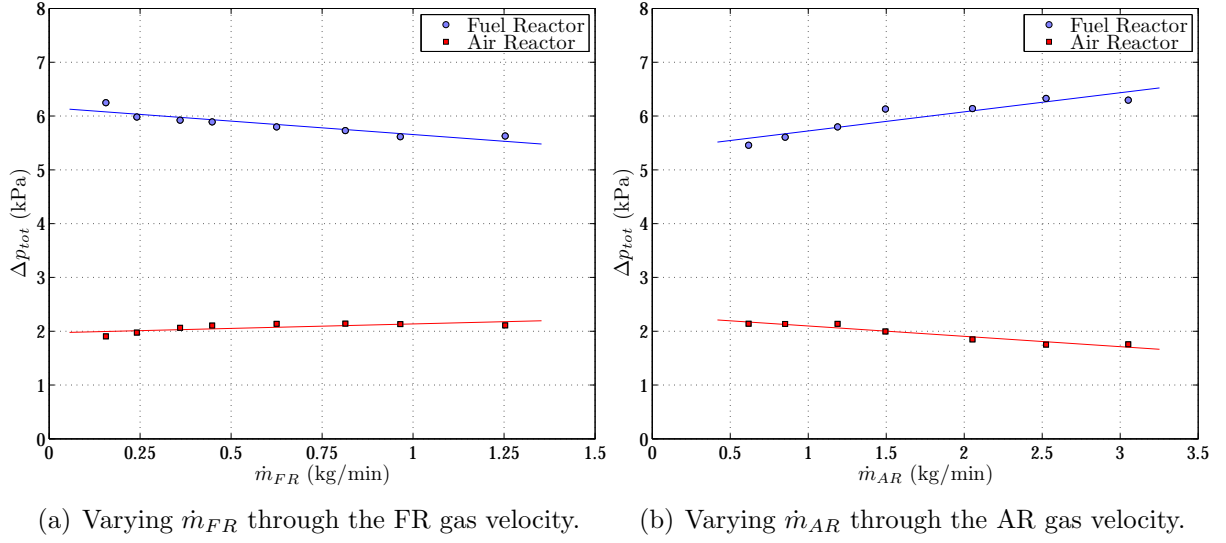 8
7
6
5
4
3
2
1
0
Δp_tot (kPa)
Fuel Reactor
Air Reactor
0 0.25 0.5 0.75 1 1.25 1.5
ṁ_FR (kg/min)
(a) Varying ṁ_FR through the FR gas velocity.
8
7
6
5
4
3
2
1
0
Δp_tot (kPa)
Fuel Reactor
Air Reactor
0 0.5 1 1.5 2 2.5 3 3.5
ṁ_AR (kg/min)
(b) Varying ṁ_AR through the AR gas velocity.